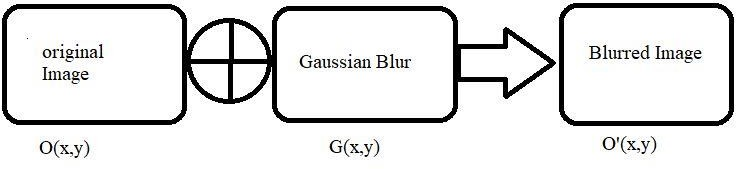 original
Image
Gaussian Blur
Blurred Image
O(x,y)
G(x,y)
O'(x,y)